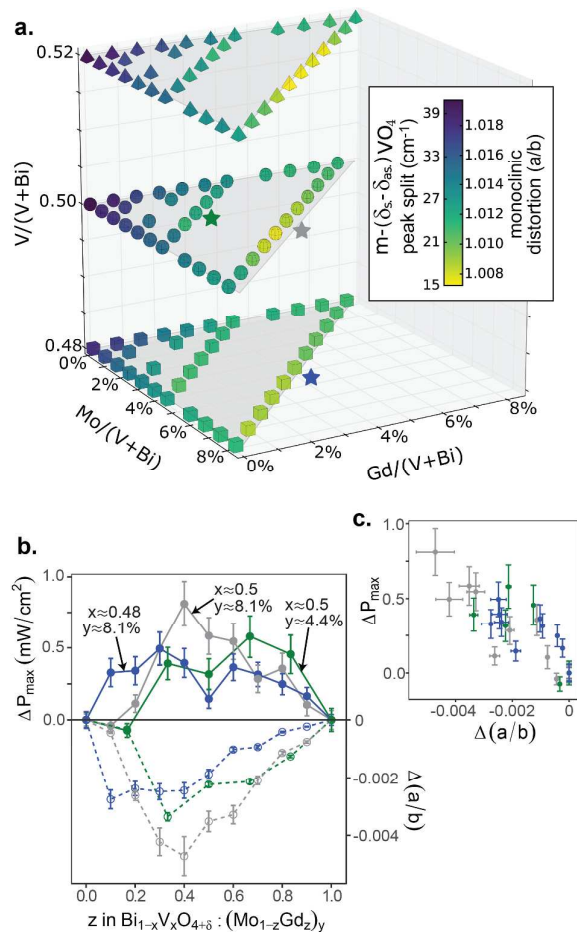 a.
0.52
V/(V+Bi)
0.50
0.48
0%
2%
4%
6%
8%
Mo/(V+Bi)
0%
2%
4%
6%
8%
Gd/(V+Bi)
m-(δs.- δas.) VO4
peak split (cm-1)
39
33
27
21
15
1.018
1.016
1.012
1.010
1.008
monoclinic
distortion (a/b)
b.
ΔPmax (mW/cm2)
1.0
0.5
0.0
x≈0.48
y≈8.1%
x≈0.5
y≈8.1%
x≈0.5
y≈4.4%
0
-0.002
-0.004
Δ(a/b)
0.0
0.2
0.4
0.6
0.8
1.0
z in Bi1−xVxO4+δ : (Mo1−zGdz)y
c.
ΔPmax
1.0
0.5
0.0
-0.004
-0.002
0
Δ(a/b)